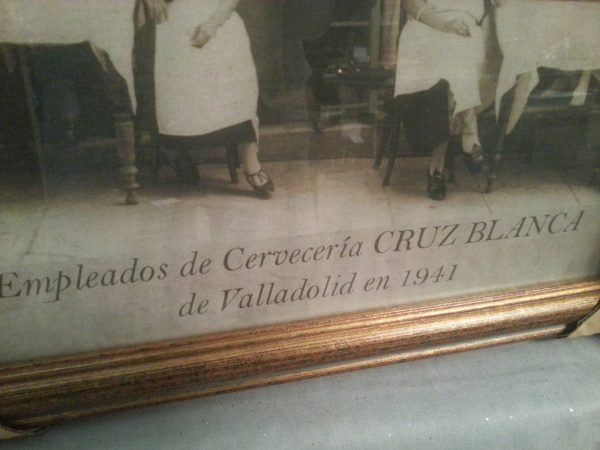 Empleados de Cervecería CRUZ BLANCA
de Valladolid en 1941